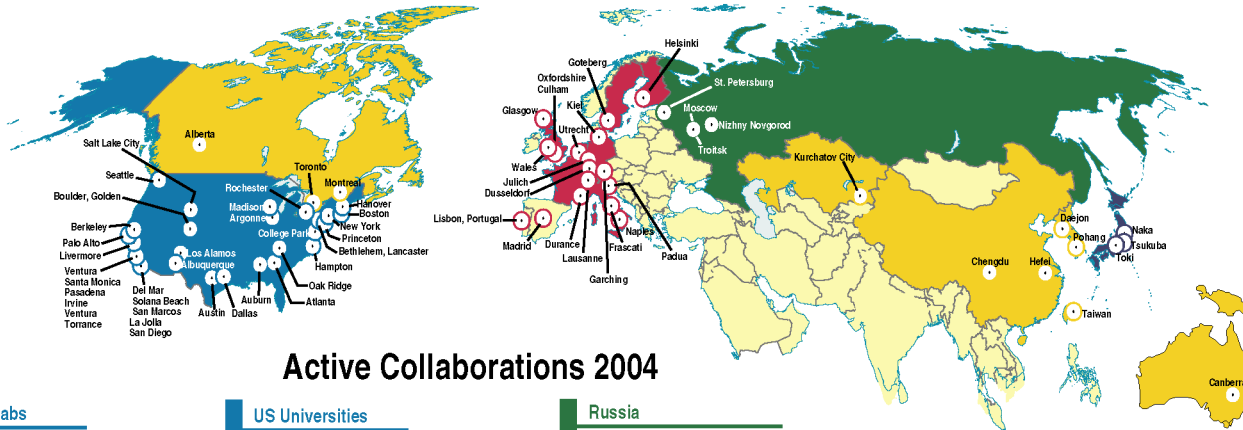 Helsinki
Goteberg
Oxfordshire
Culham
St. Petersburg
Kiel
Glasgow
Moscow
Nizhny Novgorod
Utrecht
Troitsk
Alberta
Salt Lake City
Kurchatov City
Wales
Toronto
Seattle
Julich
Montreal
Rochester
Dusseldorf
Boulder, Golden
Madison
Hanover
Argonne
Boston
Lisbon, Portugal
Daejon
Berkeley
New York
Naples
Naka
College Park
Princeton
Pohang
Palo Alto
Madrid
Durance
Frascati
Tsukuba
Livermore
Los Alamos
Bethlehem, Lancaster
Padua
Toki
Lausanne
Albuquerque
Hampton
Chengdu
Hefei
Ventura
Santa Monica
Pasadena
Irvine
Ventura
Torrance
Garching
Oak Ridge
Del Mar
Solana Beach
San Marcos
La Jolla
San Diego
Auburn
Atlanta
Austin
Dallas
Taiwan
Active Collaborations 2004
Canberra
abs
US Universities
Russia